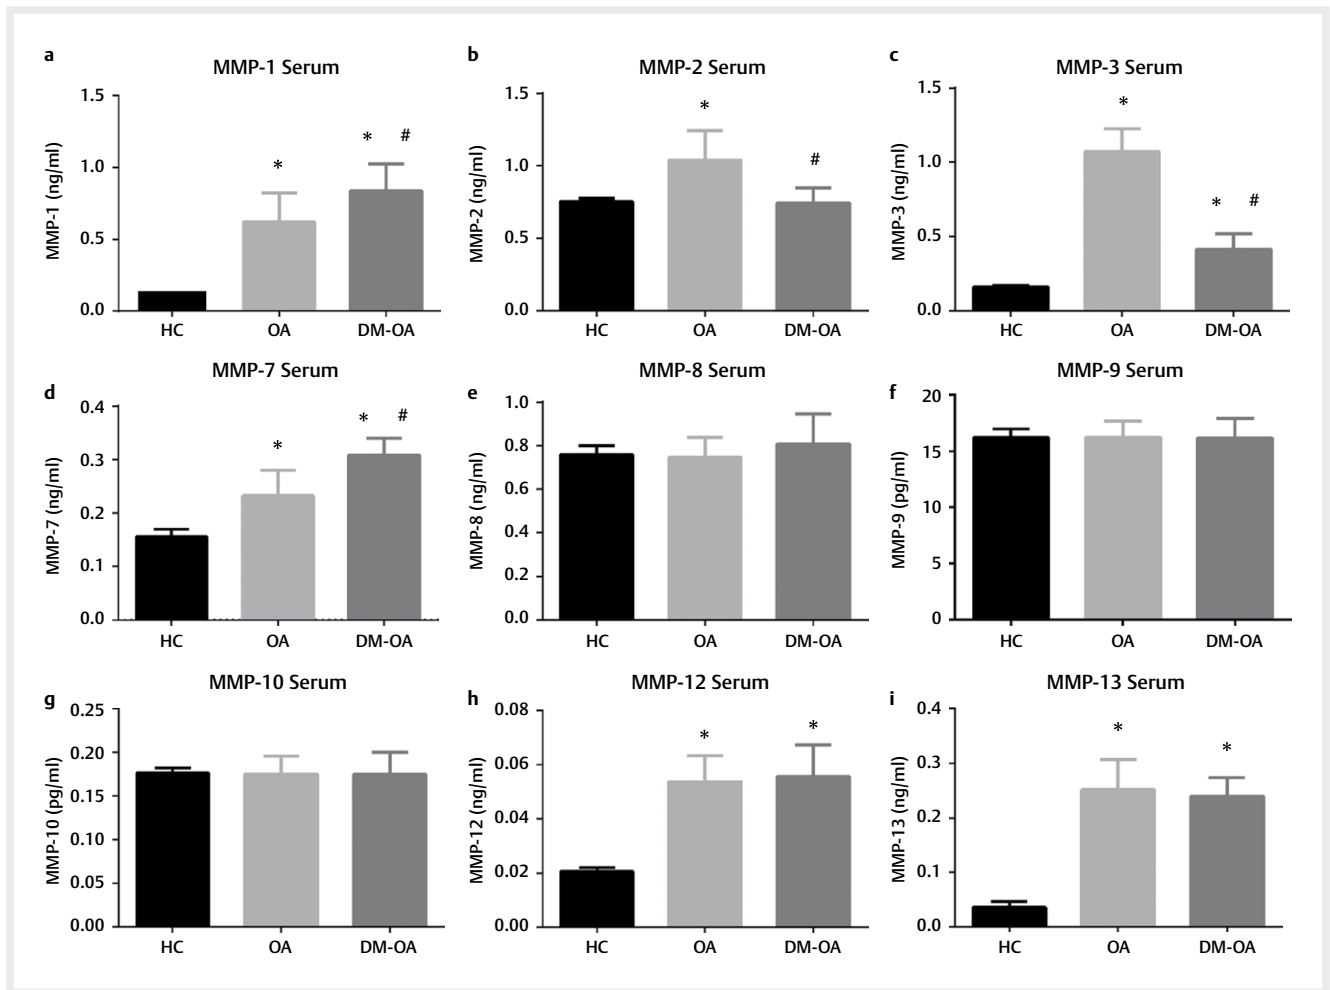 a
MMP-1 Serum
MMP-1 (ng/ml)
1.5
1.0
0.5
0.0
*
* #
HC OA DM-OA
b
MMP-2 Serum
MMP-2 (ng/ml)
1.5
1.0
0.5
0.0
*
#
HC OA DM-OA
c
MMP-3 Serum
MMP-3 (ng/ml)
1.5
1.0
0.5
0.0
*
* #
HC OA DM-OA
d
MMP-7 Serum
MMP-7 (ng/ml)
0.4
0.3
0.2
0.1
0.0
*
* #
HC OA DM-OA
e
MMP-8 Serum
MMP-8 (ng/ml)
1.0
0.8
0.6
0.4
0.2
0.0
HC OA DM-OA
f
MMP-9 Serum
MMP-9 (pg/ml)
20
15
10
5
0
HC OA DM-OA
g
MMP-10 Serum
MMP-10 (pg/ml)
0.25
0.20
0.15
0.10
0.05
0.00
HC OA DM-OA
h
MMP-12 Serum
MMP-12 (ng/ml)
0.08
0.06
0.04
0.02
0.00
*
*
HC OA DM-OA
i
MMP-13 Serum
MMP-13 (ng/ml)
0.4
0.3
0.2
0.1
0.0
*
*
HC OA DM-OA